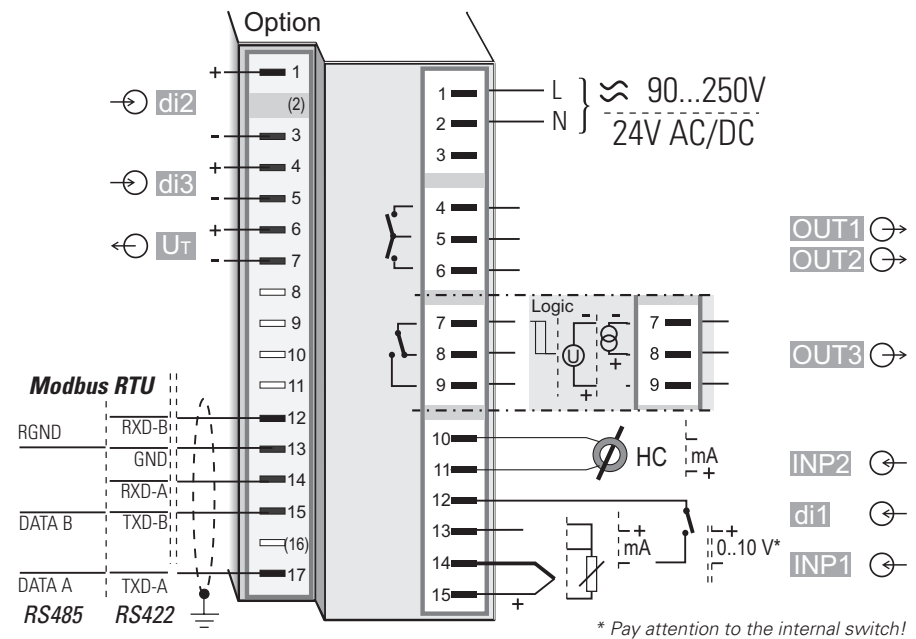 Option
+ 1
di2
(2)
- 3
+ 4
di3
- 5
+ 6
UT
- 7
8
9
10
11
Modbus RTU
12
RXD-B
RGND
13
GND
14
RXD-A
15
DATA B
TXD-B
(16)
17
DATA A
TXD-A
RS485
RS422
1
L
2
N
3
90...250V
24V AC/DC
4
5
6
OUT1
OUT2
Logic
7
8
9
U
- -
+ +
-
7
8
9
OUT3
10
11
HC
- mA +
INP2
12
13
14
15
+
+ mA -
di1
+ 0..10 V* -
INP1
* Pay attention to the internal switch!